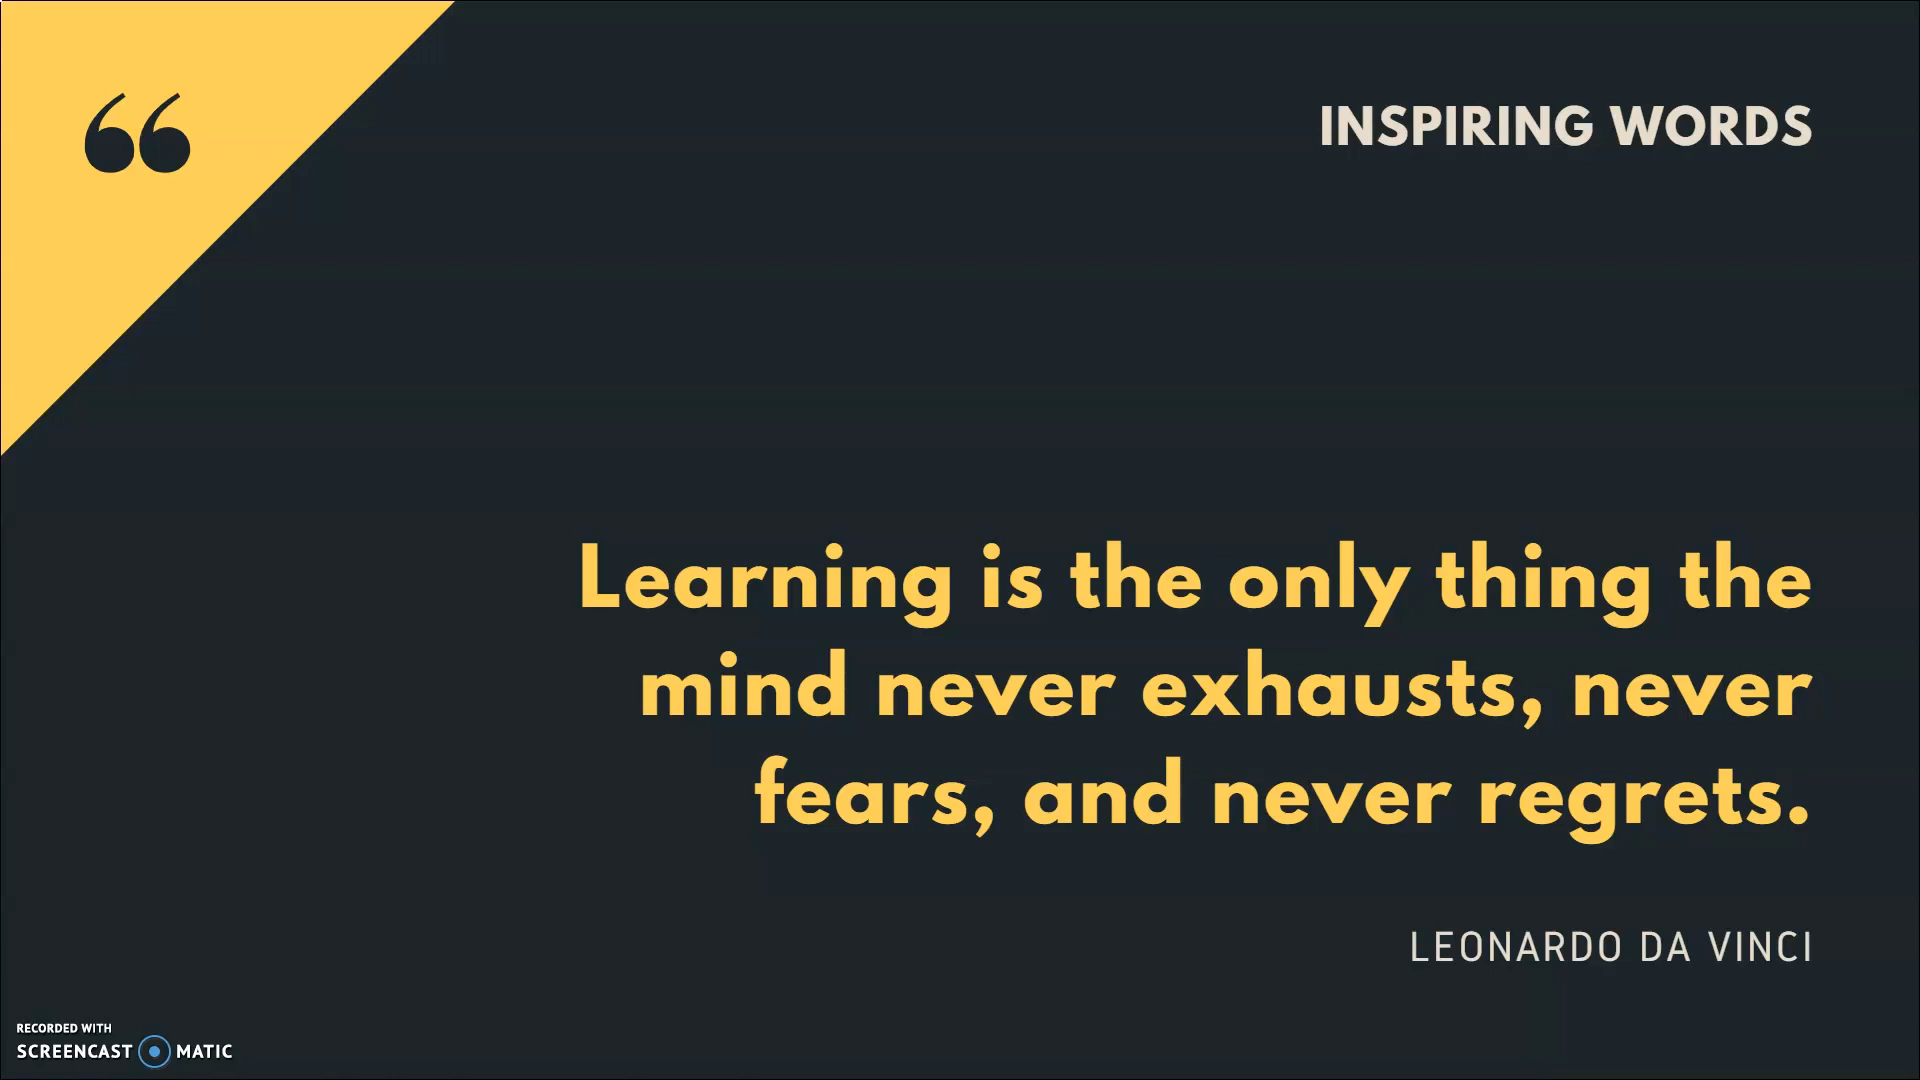 “
INSPIRING WORDS
Learning is the only thing the
mind never exhausts, never
fears, and never regrets.
LEONARDO DA VINCI
RECORDED WITH
SCREENCAST MATIC